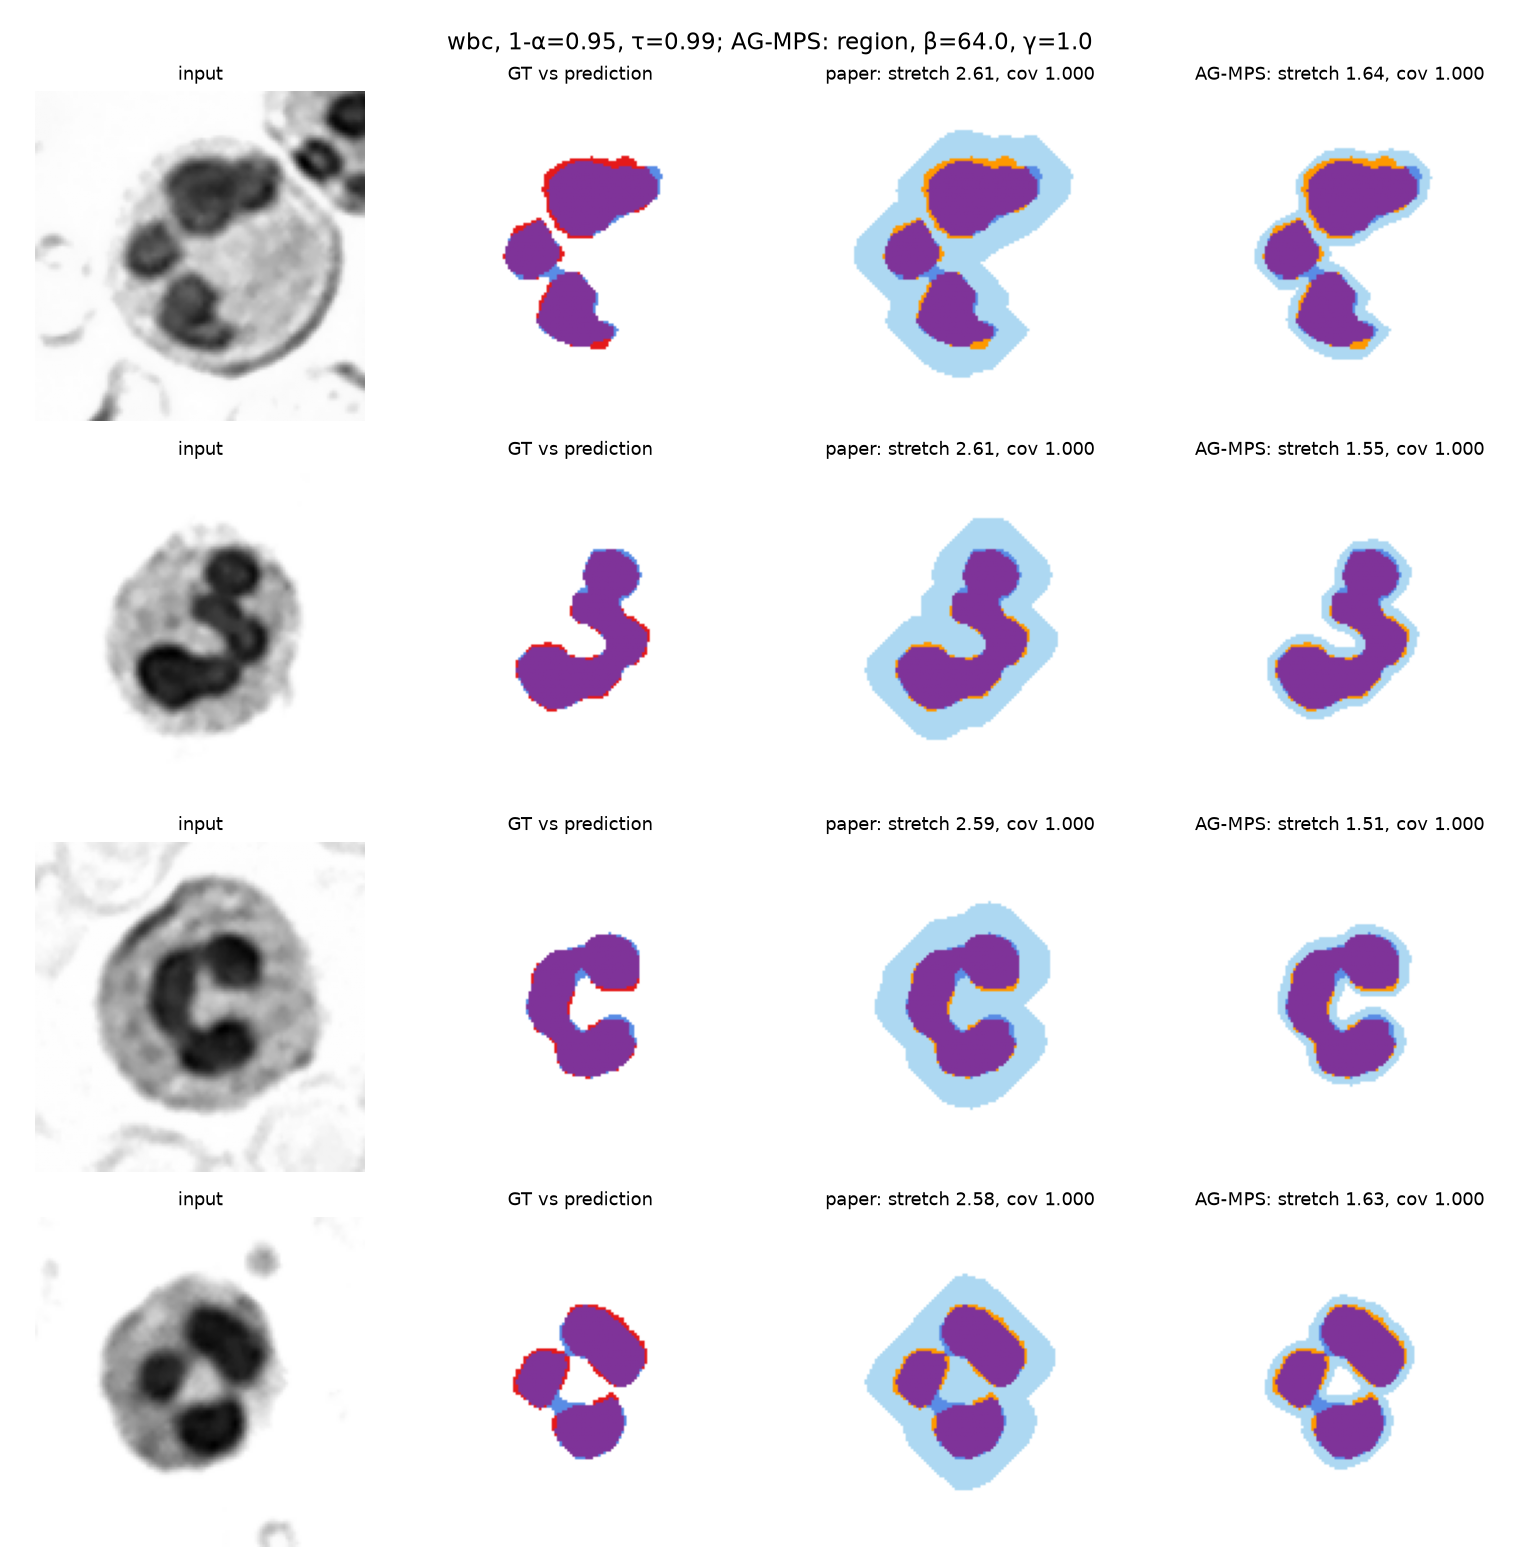 wbc, 1-α=0.95, τ=0.99; AG-MPS: region, β=64.0, γ=1.0
input GT vs prediction paper: stretch 2.61, cov 1.000 AG-MPS: stretch 1.64, cov 1.000
input GT vs prediction paper: stretch 2.61, cov 1.000 AG-MPS: stretch 1.55, cov 1.000
input GT vs prediction paper: stretch 2.59, cov 1.000 AG-MPS: stretch 1.51, cov 1.000
input GT vs prediction paper: stretch 2.58, cov 1.000 AG-MPS: stretch 1.63, cov 1.000